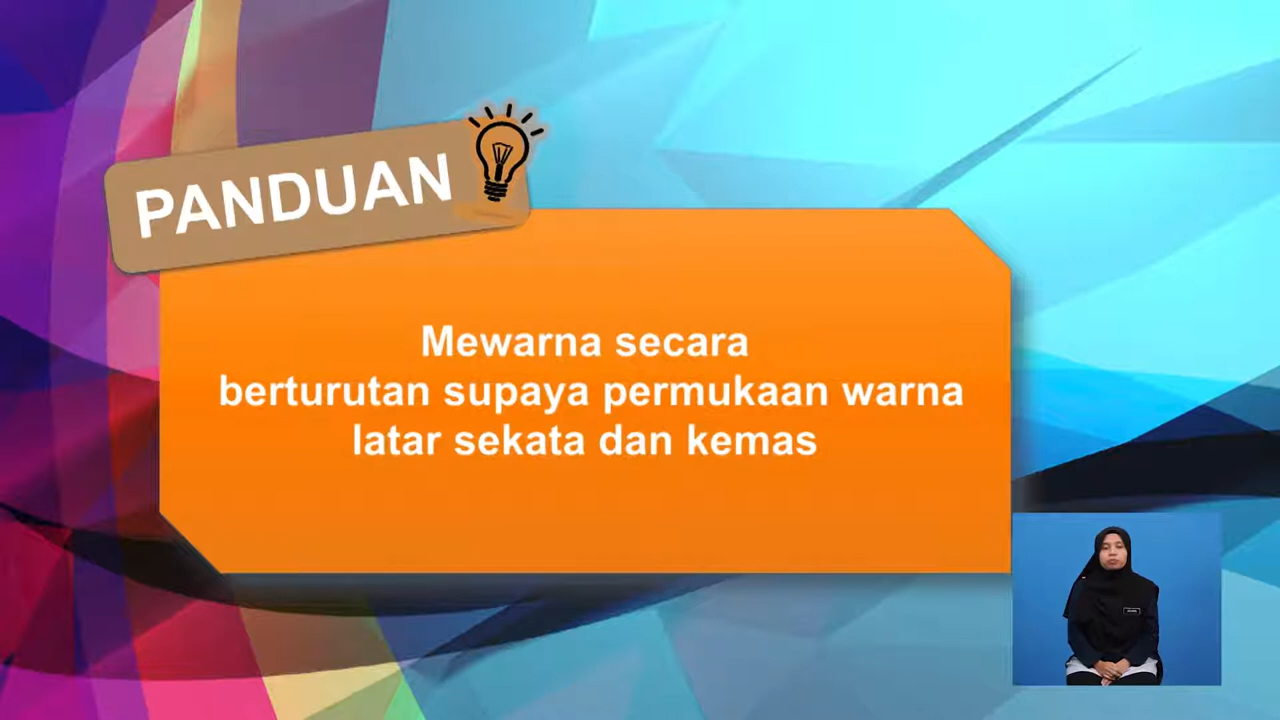 PANDUAN
Mewarna secara
berturutan supaya permukaan warna
latar sekata dan kemas